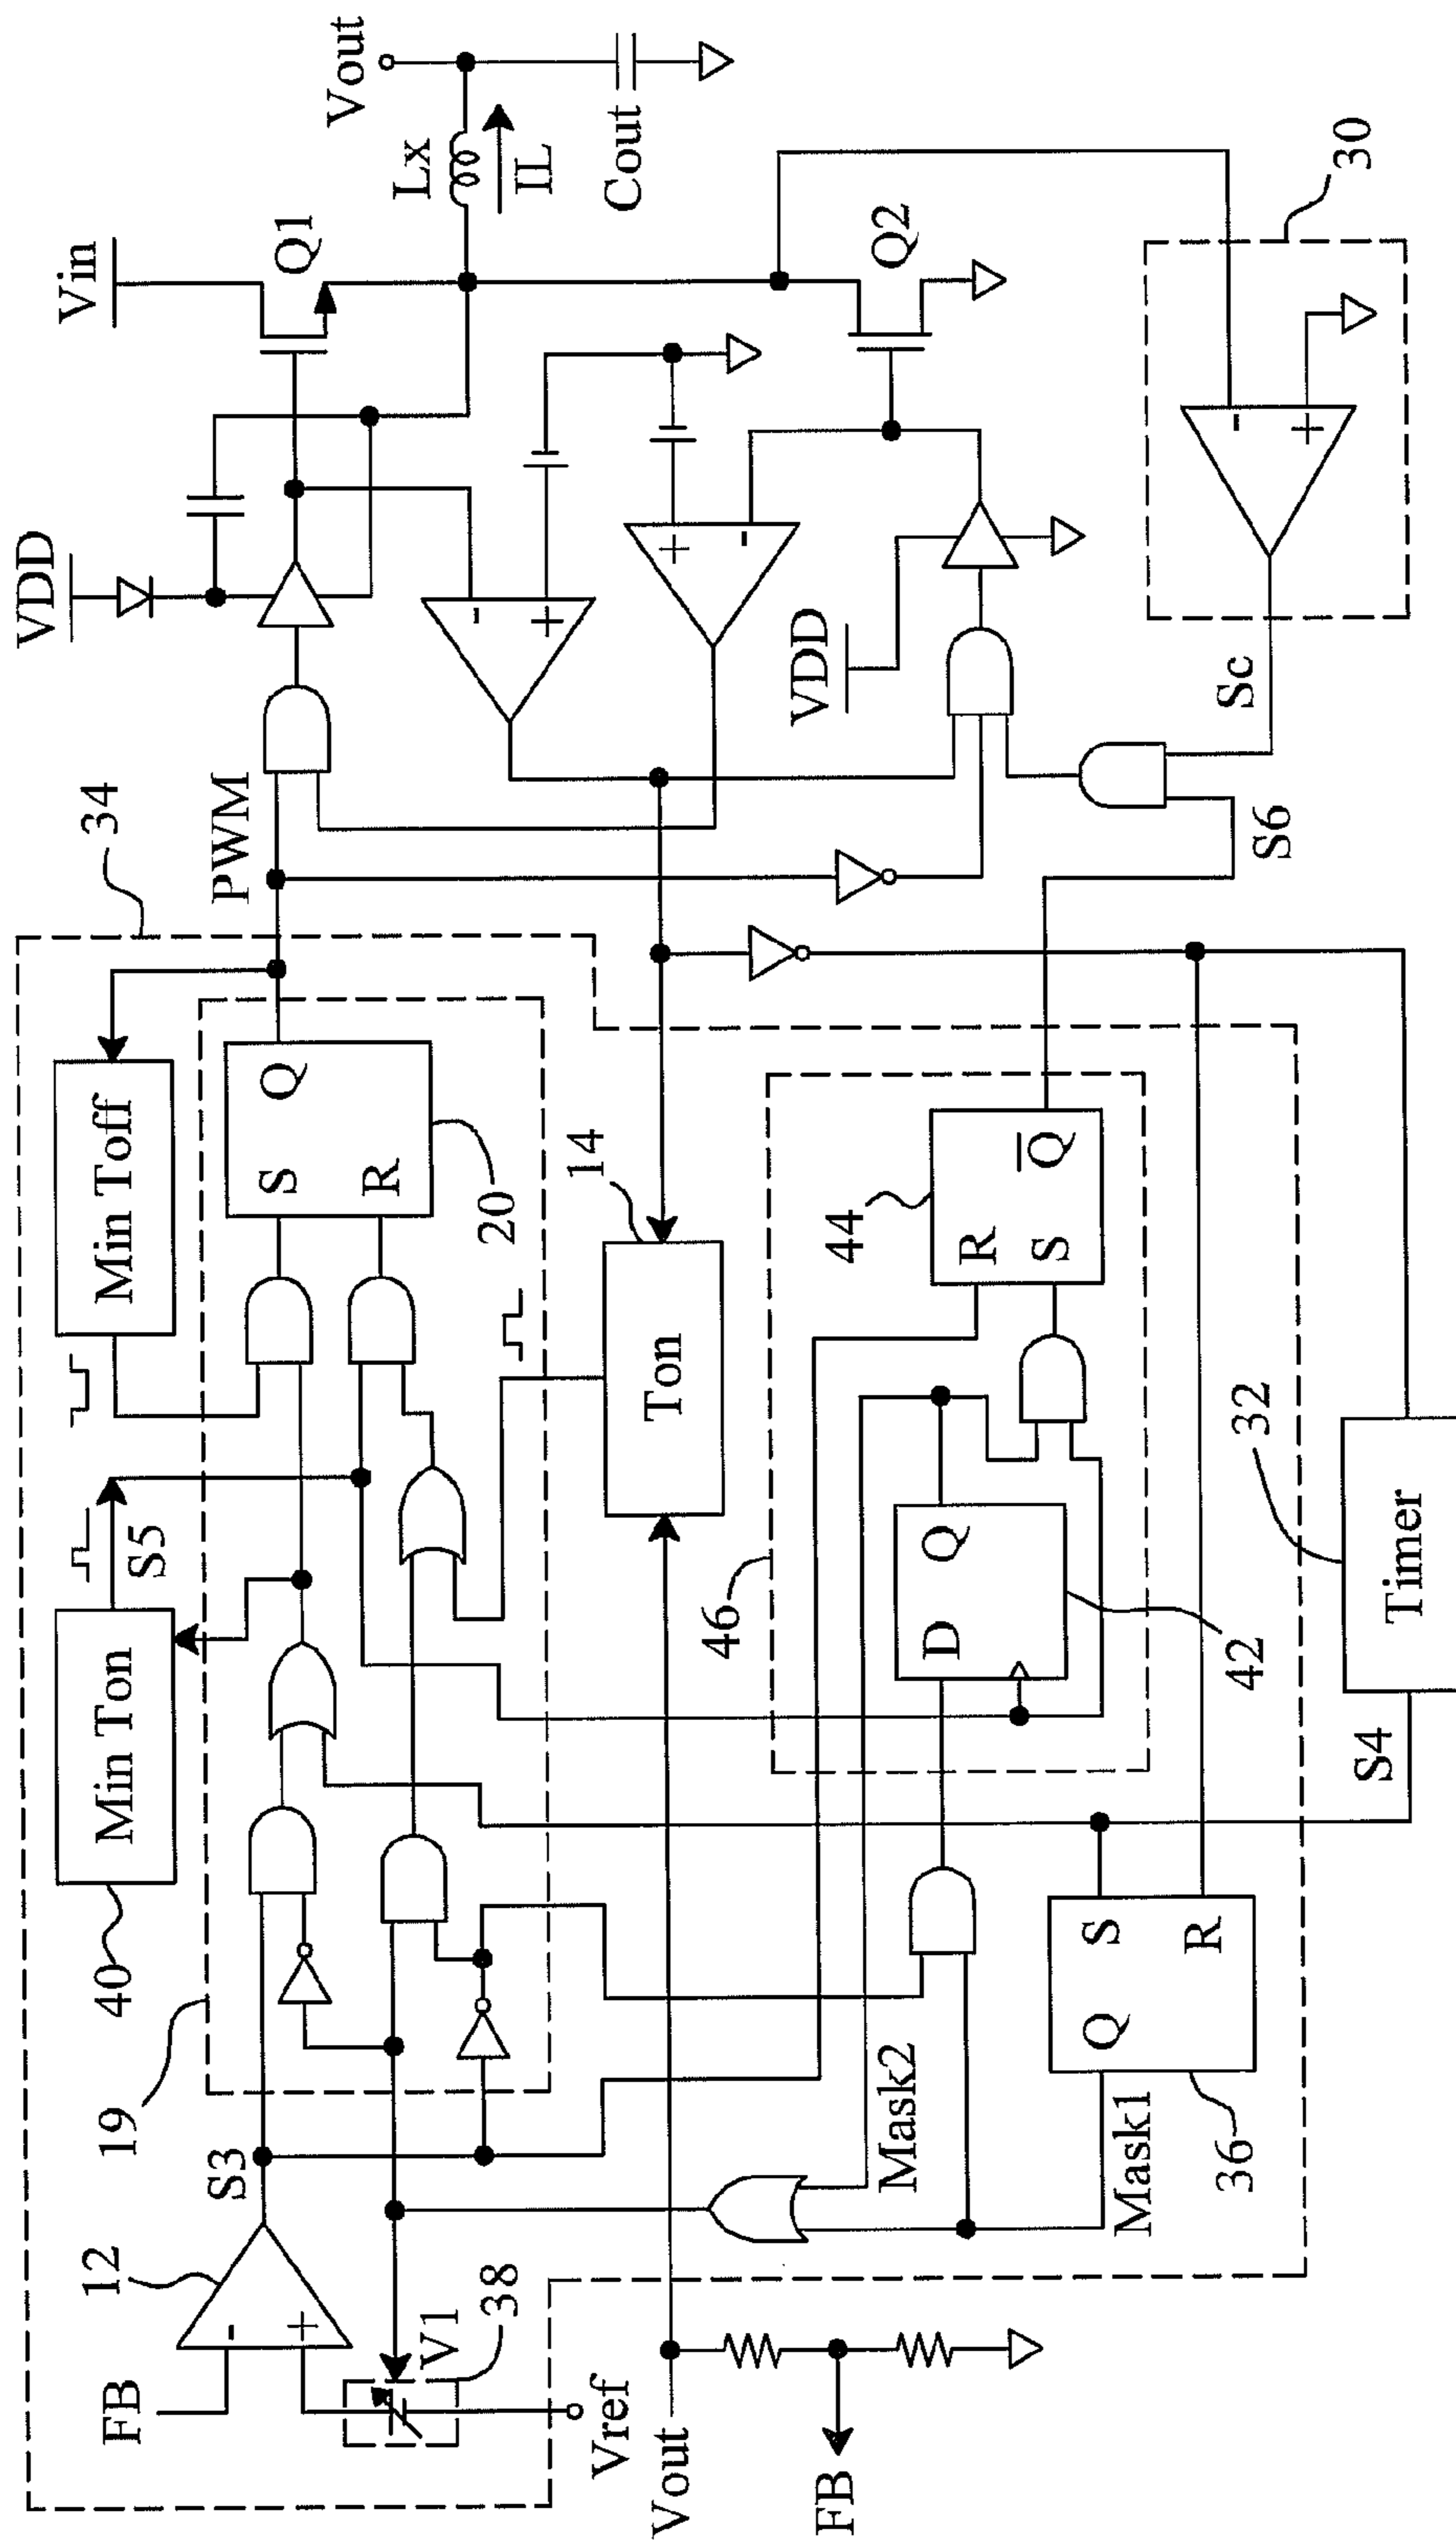 Vin
VDD
Q1
Vout
Lx
IL
Cout
34
PWM
-
+
+
-
VDD
Q2
30
-
+
Sc
S6
Min Toff
S
Q
R
20
14
Ton
44
R
S
Q̅
40
Min Ton
S5
19
46
D
Q
42
32
Timer
S4
S3
12
FB
-
+
V1
38
Vref
Vout
FB
Mask2
Mask1
Q
S
R
36